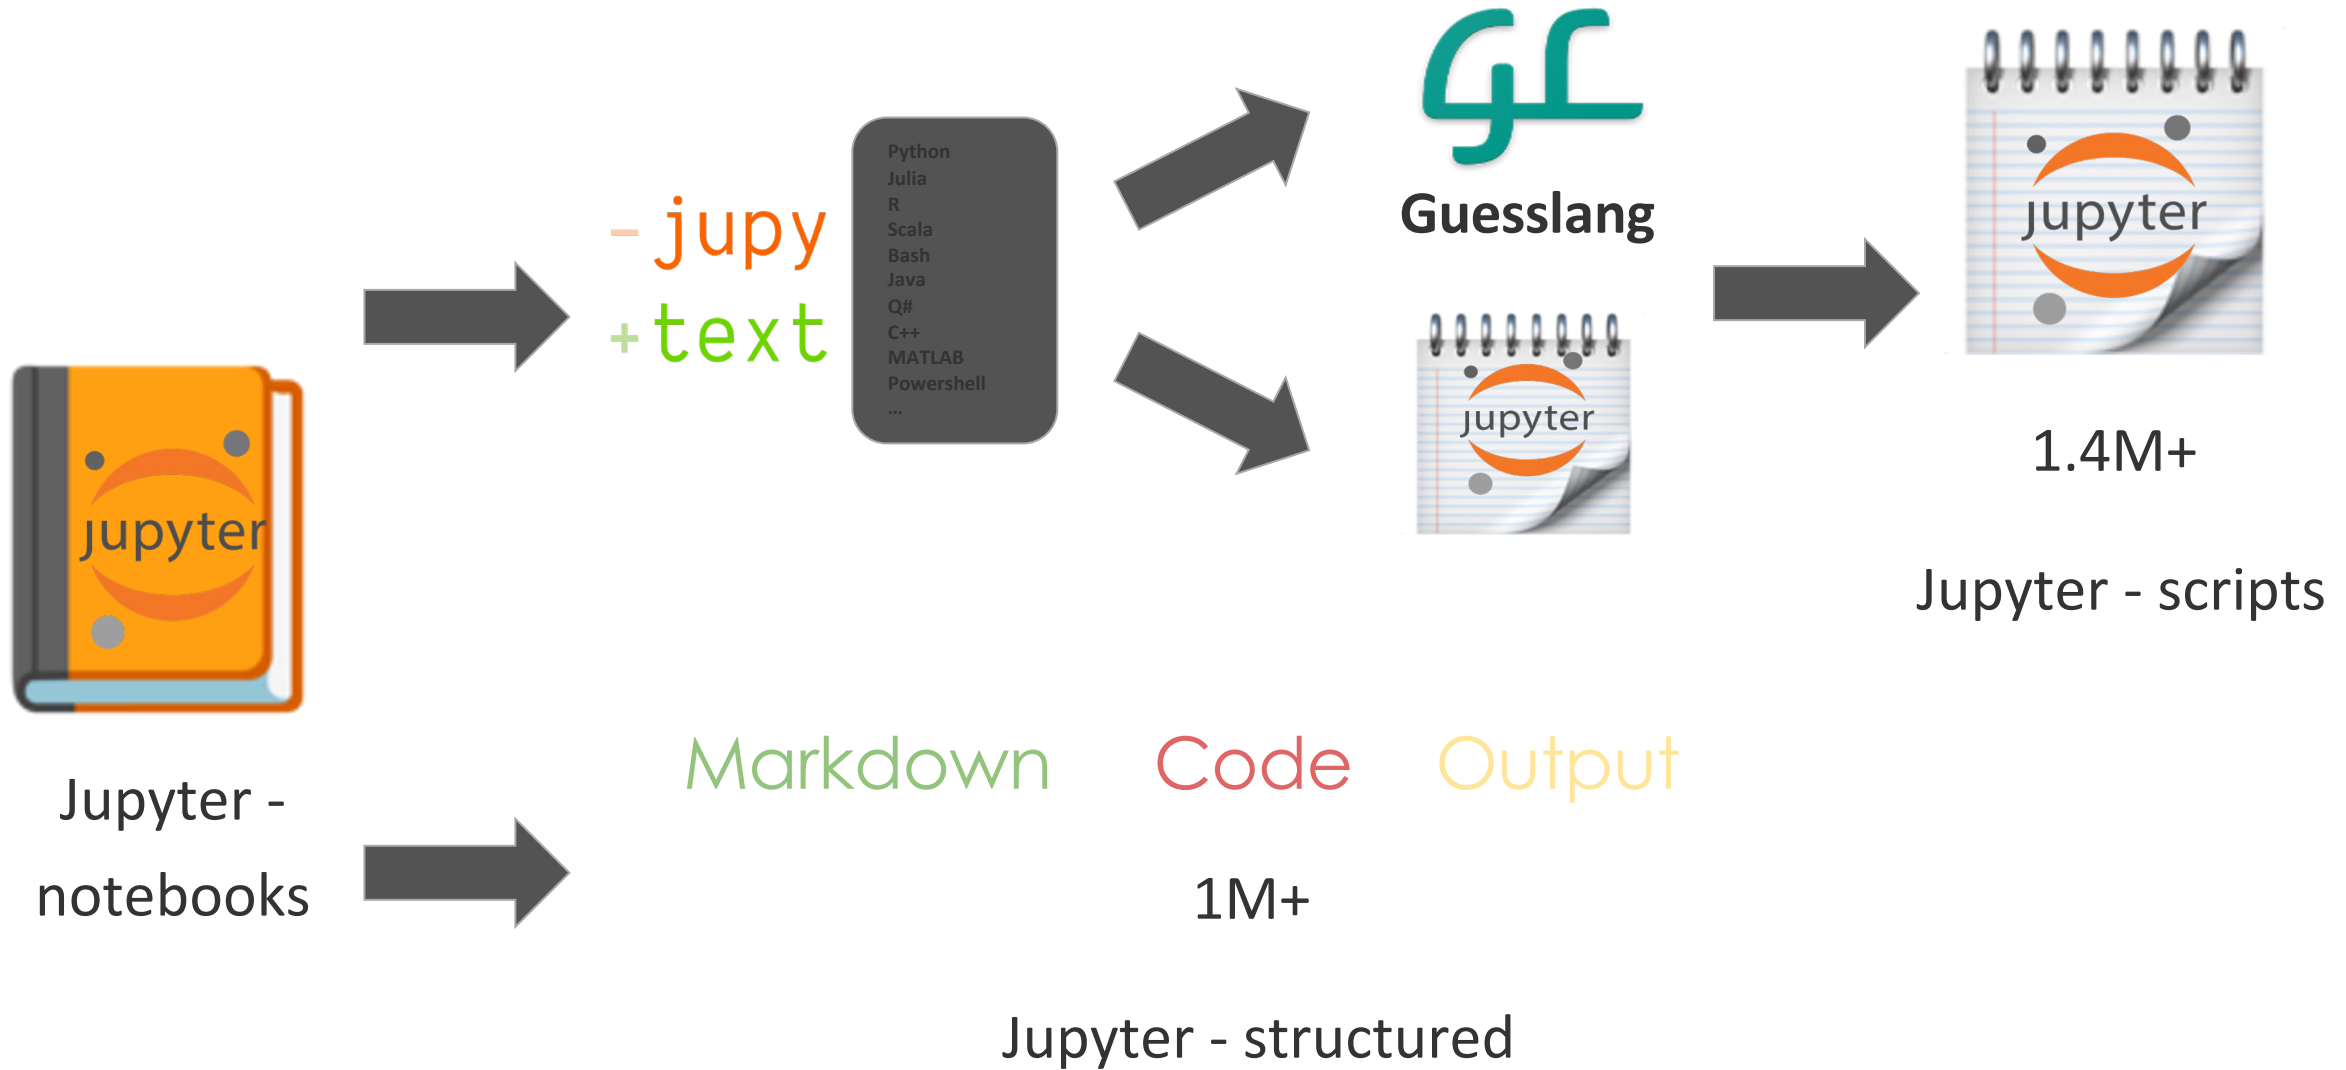 - jupy
+ text
Python
Julia
R
Scala
Bash
Java
Q#
C++
MATLAB
Powershell
...
GL
Guesslang
jupyter
jupyter
1.4M+
Jupyter - scripts
jupyter
Jupyter -
notebooks
Markdown Code Output
1M+
Jupyter - structured